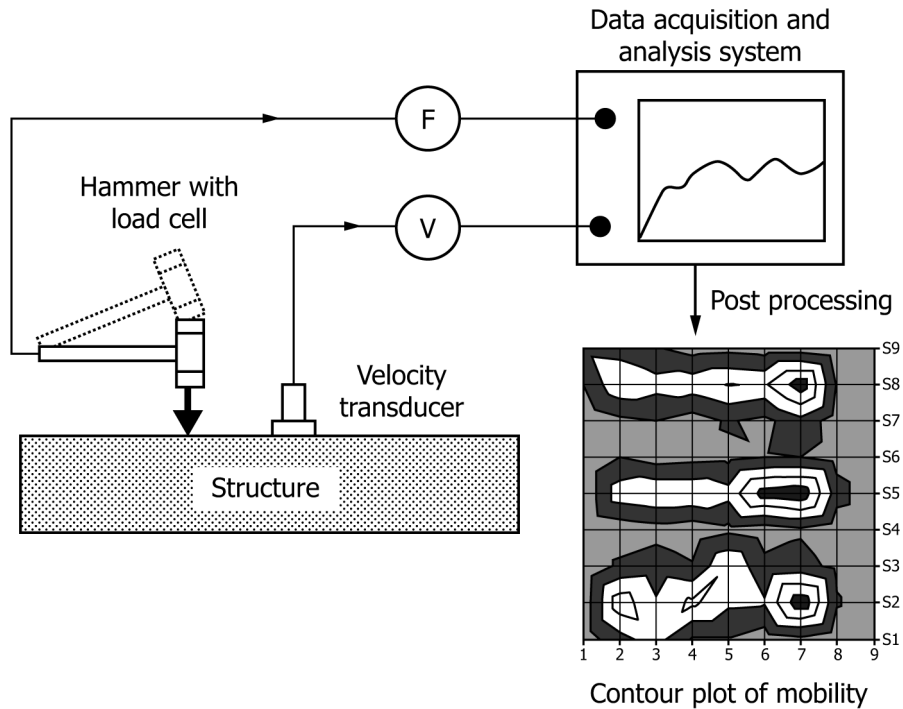 Data acquisition and
analysis system
F
Hammer with
load cell
V
Post processing
Velocity
transducer
Structure
S9
S8
S7
S6
S5
S4
S3
S2
S1
1 2 3 4 5 6 7 8 9
Contour plot of mobility